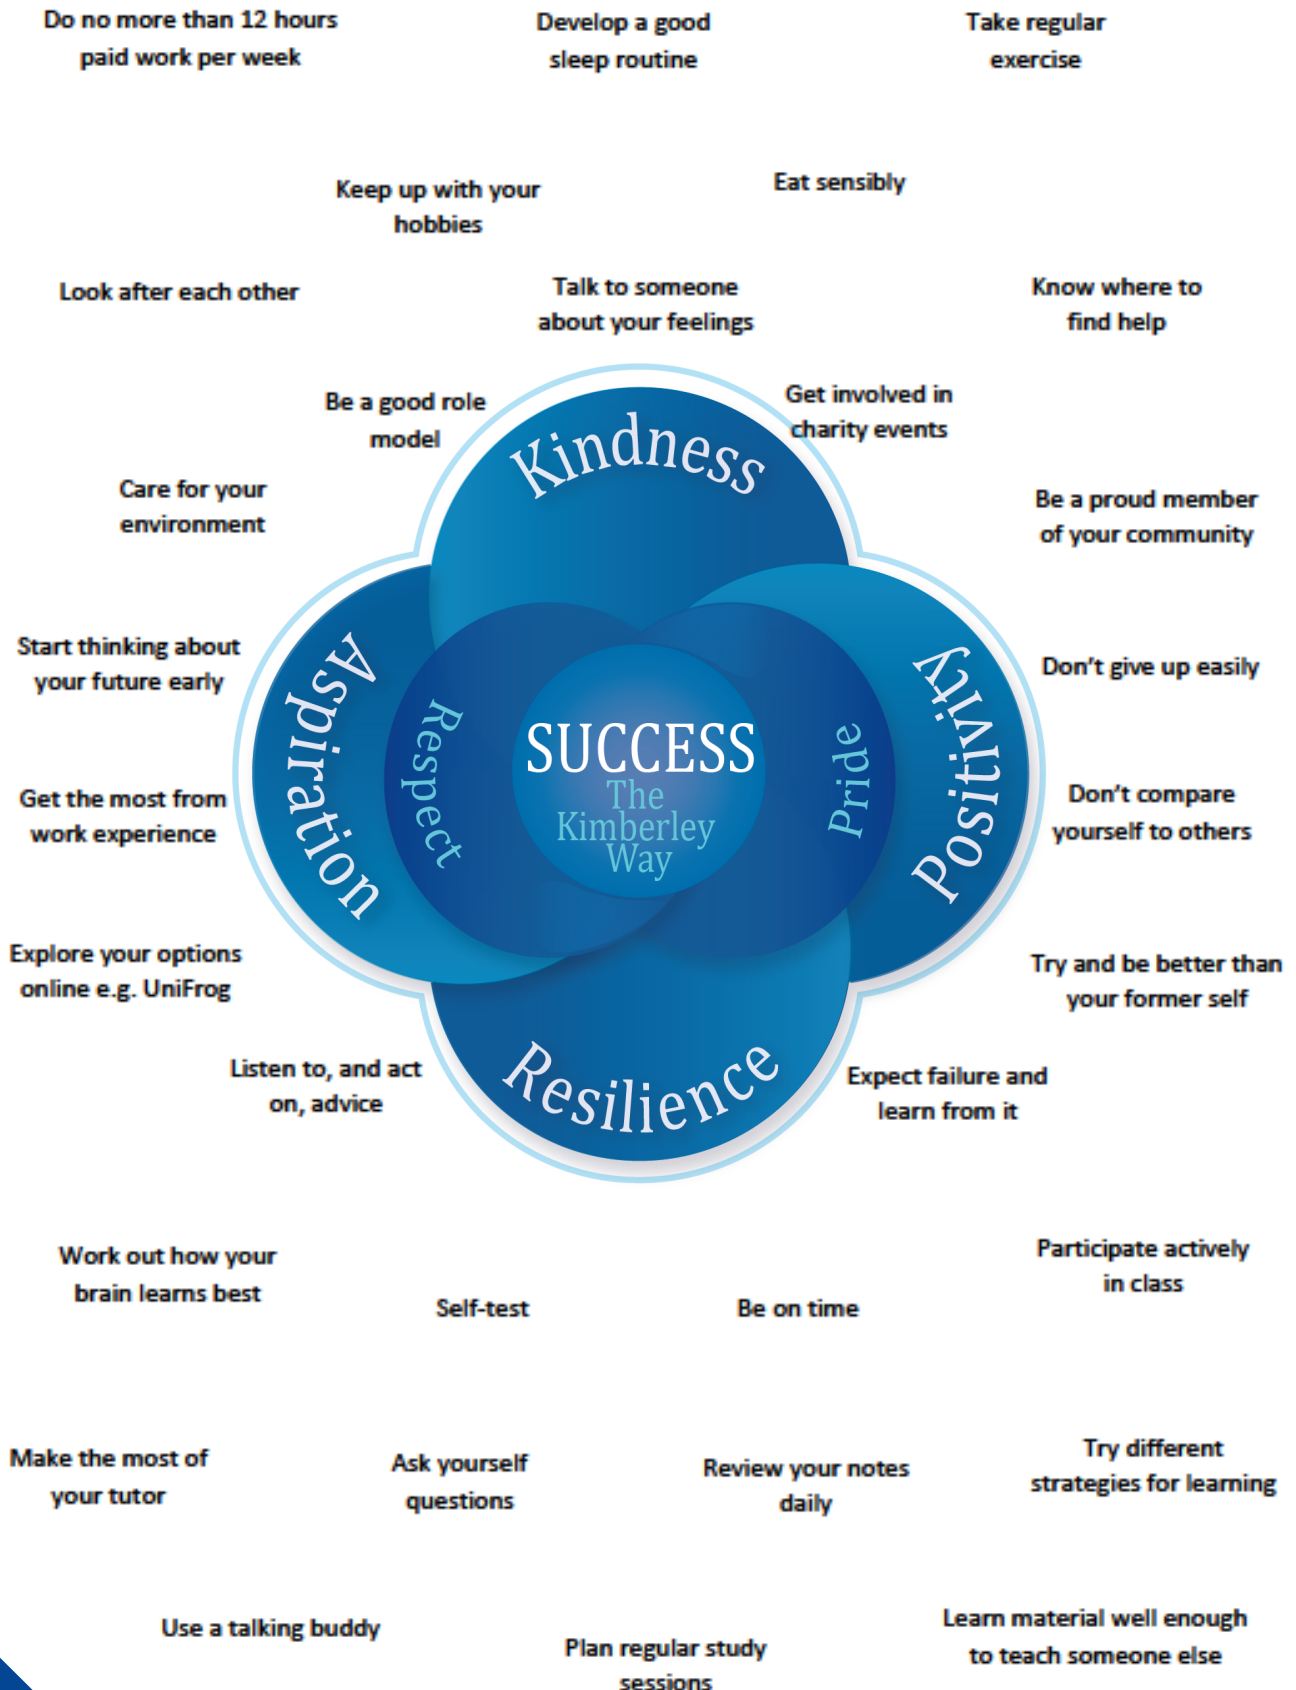 Do no more than 12 hours
paid work per week
Develop a good
sleep routine
Take regular
exercise
Keep up with your
hobbies
Eat sensibly
Look after each other
Talk to someone
about your feelings
Know where to
find help
Be a good role
model
Get involved in
charity events
Care for your
environment
Be a proud member
of your community
Kindness
Start thinking about
your future early
Don't give up easily
Aspiration
Respect
SUCCESS
The
Kimberley
Way
Pride
Positivity
Get the most from
work experience
Don't compare
yourself to others
Explore your options
online e.g. UniFrog
Try and be better than
your former self
Resilience
Listen to, and act
on, advice
Expect failure and
learn from it
Work out how your
brain learns best
Self-test
Be on time
Participate actively
in class
Make the most of
your tutor
Ask yourself
questions
Review your notes
daily
Try different
strategies for learning
Use a talking buddy
Plan regular study
sessions
Learn material well enough
to teach someone else